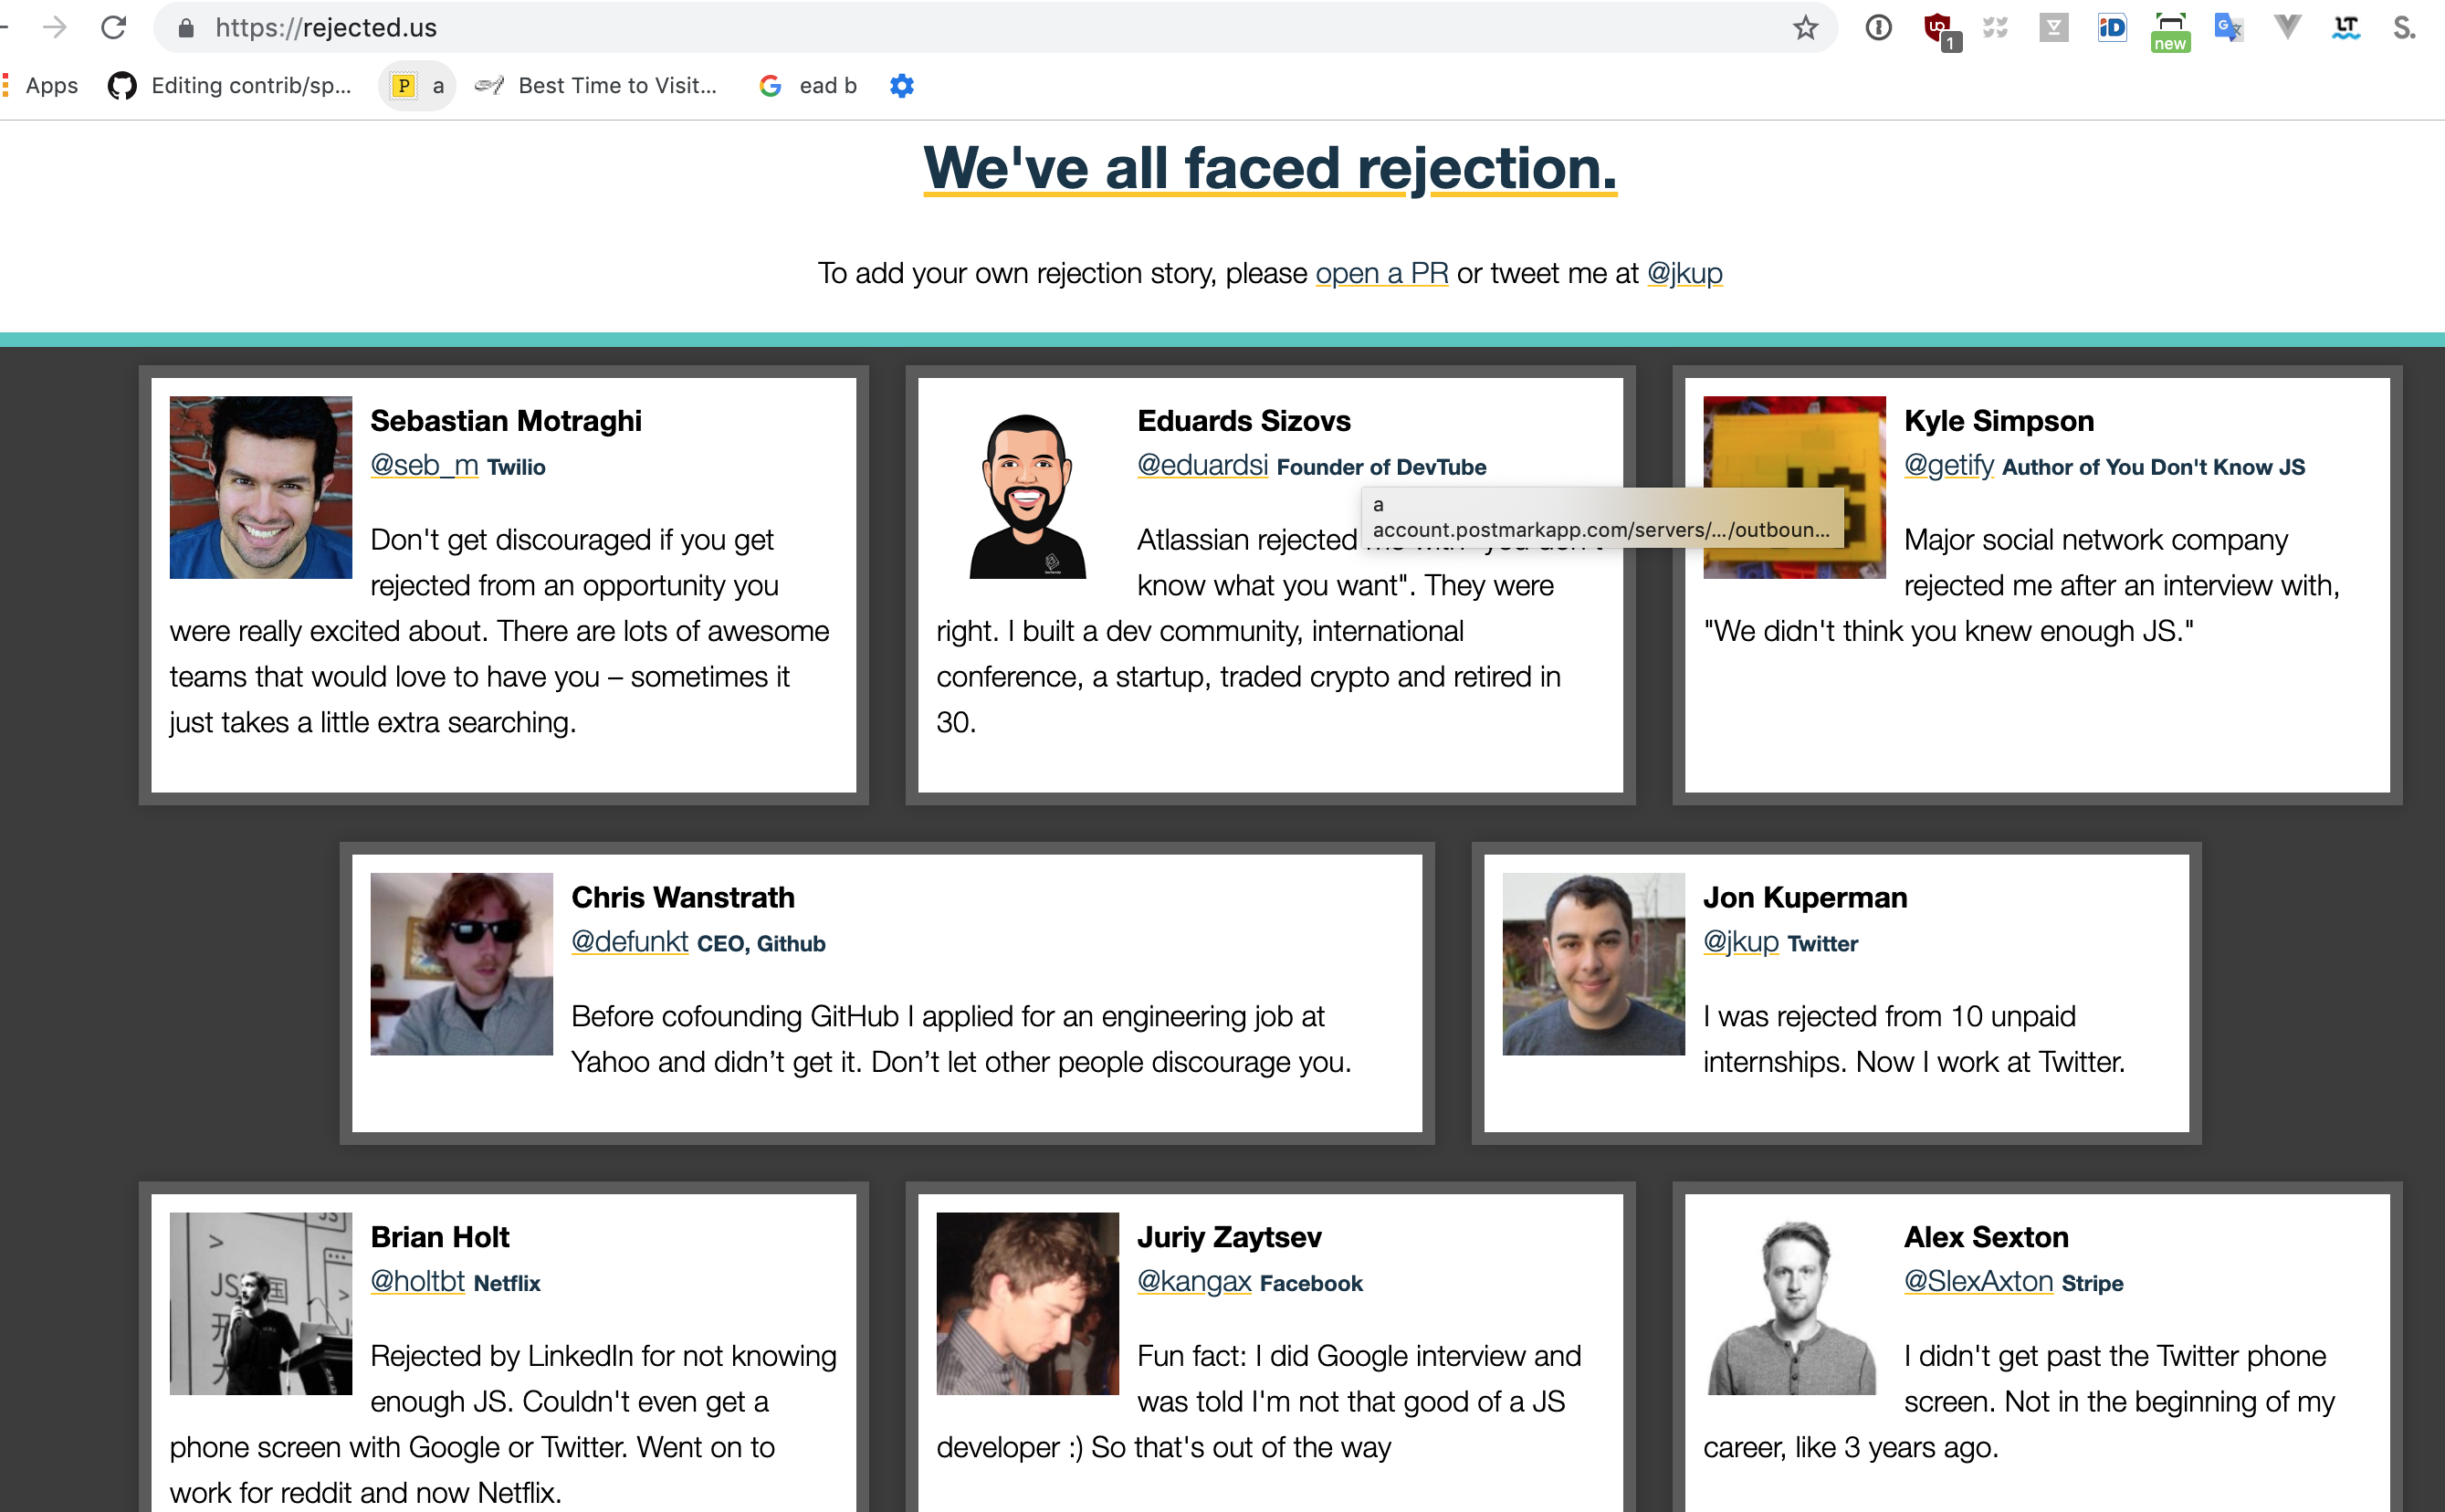 https://rejected.us
1
new
Apps
Editing contrib/sp...
P
a
Best Time to Visit...
ead b
We've all faced rejection.
To add your own rejection story, please open a PR or tweet me at @jkup
Sebastian Motraghi
@seb_m Twilio
Don't get discouraged if you get
rejected from an opportunity you
were really excited about. There are lots of awesome
teams that would love to have you – sometimes it
just takes a little extra searching.
Eduards Sizovs
@eduardsi Founder of DevTube
a
account.postmarkapp.com/servers/.../outboun...
Atlassian rejected
know what you want". They were
right. I built a dev community, international
conference, a startup, traded crypto and retired in
30.
JS
Kyle Simpson
@getify Author of You Don't Know JS
Major social network company
rejected me after an interview with,
"We didn't think you knew enough JS."
Chris Wanstrath
@defunkt CEO, Github
Before cofounding GitHub I applied for an engineering job at
Yahoo and didn’t get it. Don’t let other people discourage you.
Jon Kuperman
@jkup Twitter
I was rejected from 10 unpaid
internships. Now I work at Twitter.
Brian Holt
@holtbt Netflix
Rejected by LinkedIn for not knowing
enough JS. Couldn't even get a
phone screen with Google or Twitter. Went on to
work for reddit and now Netflix.
Juriy Zaytsev
@kangax Facebook
Fun fact: I did Google interview and
was told I'm not that good of a JS
developer :) So that's out of the way
Alex Sexton
@SlexAxton Stripe
I didn't get past the Twitter phone
screen. Not in the beginning of my
career, like 3 years ago.